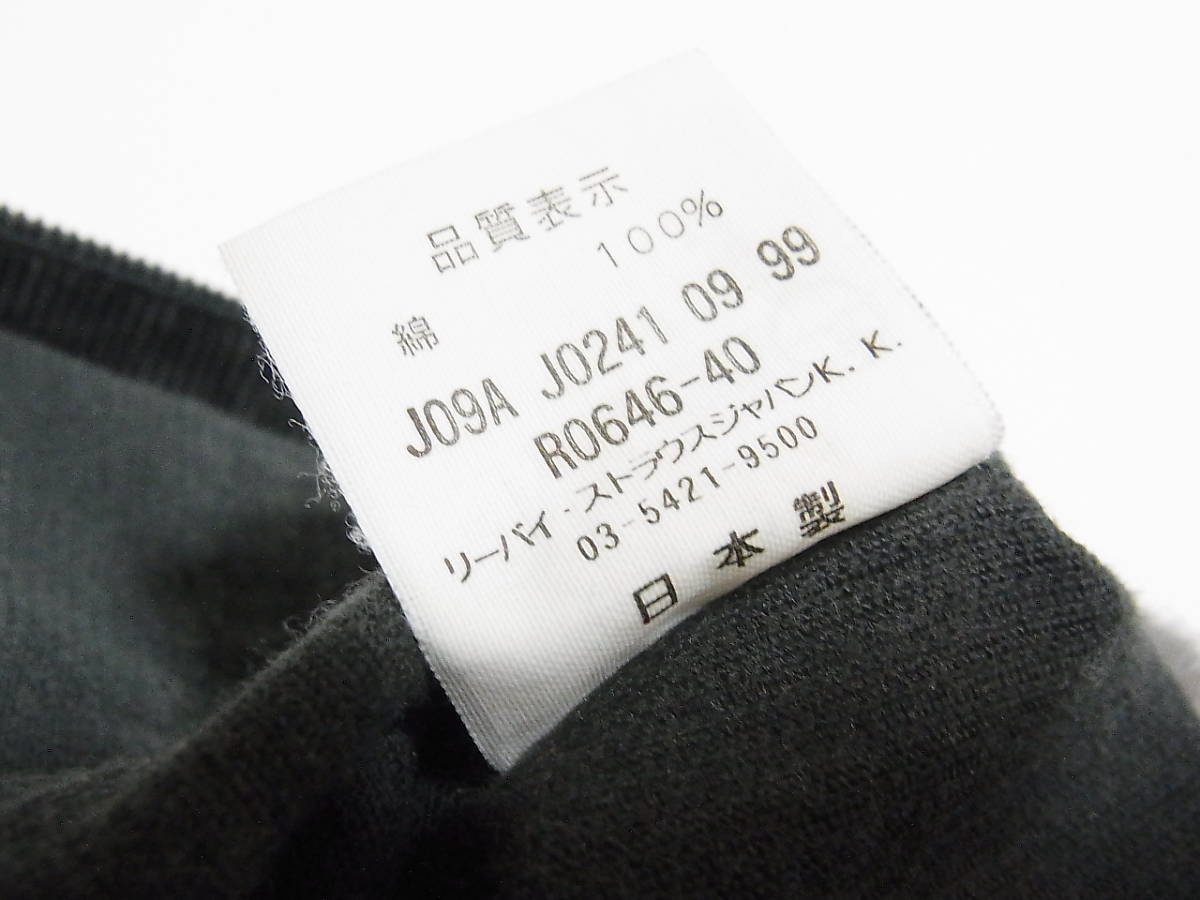 品質表示
綿 100%
J09A J0241 09 99
R0646-40
リーバイ・ストラウスジャパンK.K.
03-5421-9500
日本製